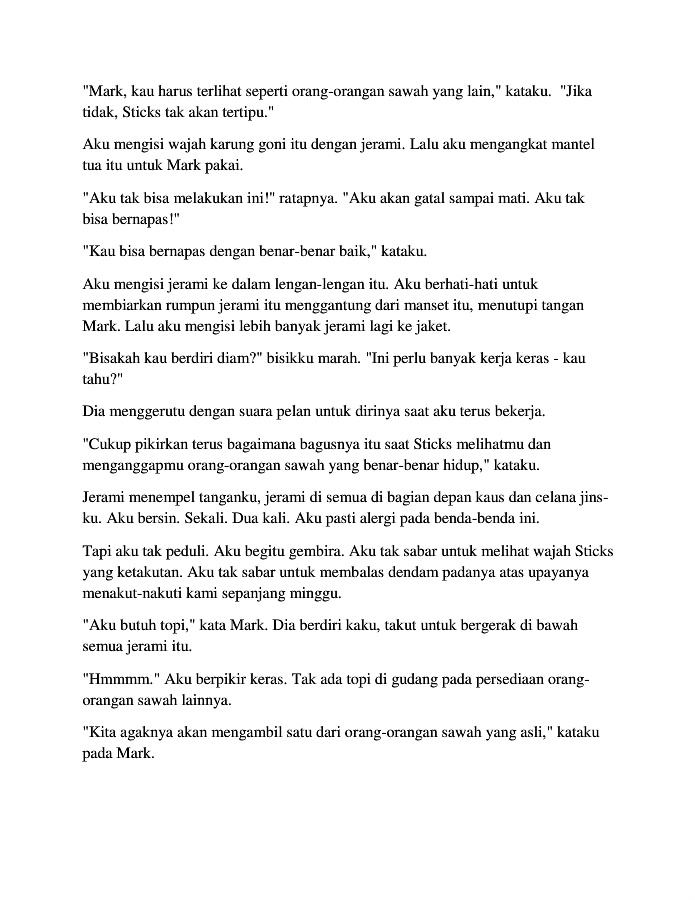 "Mark, kau harus terlihat seperti orang-orangan sawah yang lain," kataku.  "Jika
tidak, Sticks tak akan tertipu."
Aku mengisi wajah karung goni itu dengan jerami. Lalu aku mengangkat mantel
tua itu untuk Mark pakai.
"Aku tak bisa melakukan ini!" ratapnya. "Aku akan gatal sampai mati. Aku tak
bisa bernapas!"
"Kau bisa bernapas dengan benar-benar baik," kataku.
Aku mengisi jerami ke dalam lengan-lengan itu. Aku berhati-hati untuk
membiarkan rumpun jerami itu menggantung dari manset itu, menutupi tangan
Mark. Lalu aku mengisi lebih banyak jerami lagi ke jaket.
"Bisakah kau berdiri diam?" bisikku marah. "Ini perlu banyak kerja keras - kau
tahu?"
Dia menggerutu dengan suara pelan untuk dirinya saat aku terus bekerja.
"Cukup pikirkan terus bagaimana bagusnya itu saat Sticks melihatmu dan
menganggapmu orang-orangan sawah yang benar-benar hidup," kataku.
Jerami menempel tanganku, jerami di semua di bagian depan kaus dan celana jins-
ku. Aku bersin. Sekali. Dua kali. Aku pasti alergi pada benda-benda ini.
Tapi aku tak peduli. Aku begitu gembira. Aku tak sabar untuk melihat wajah Sticks
yang ketakutan. Aku tak sabar untuk membalas dendam padanya atas upayanya
menakut-nakuti kami sepanjang minggu.
"Aku butuh topi," kata Mark. Dia berdiri kaku, takut untuk bergerak di bawah
semua jerami itu.
"Hmmmm." Aku berpikir keras. Tak ada topi di gudang pada persediaan orang-
orangan sawah lainnya.
"Kita agaknya akan mengambil satu dari orang-orangan sawah yang asli," kataku
pada Mark.